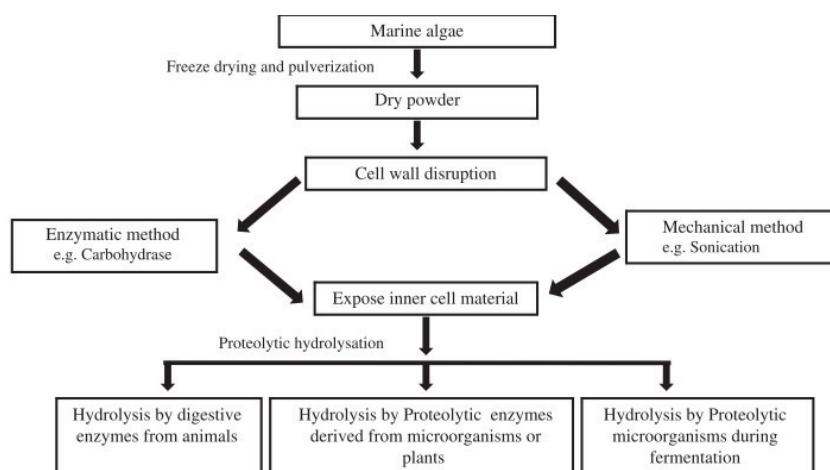 Marine algae
Freeze drying and pulverization
Dry powder
Cell wall disruption
Enzymatic method
e.g. Carbohydrase
Mechanical method
e.g. Sonication
Expose inner cell material
Proteolytic hydrolysation
Hydrolysis by digestive
enzymes from animals
Hydrolysis by Proteolytic enzymes
derived from microorganisms or
plants
Hydrolysis by Proteolytic
microorganisms during
fermentation